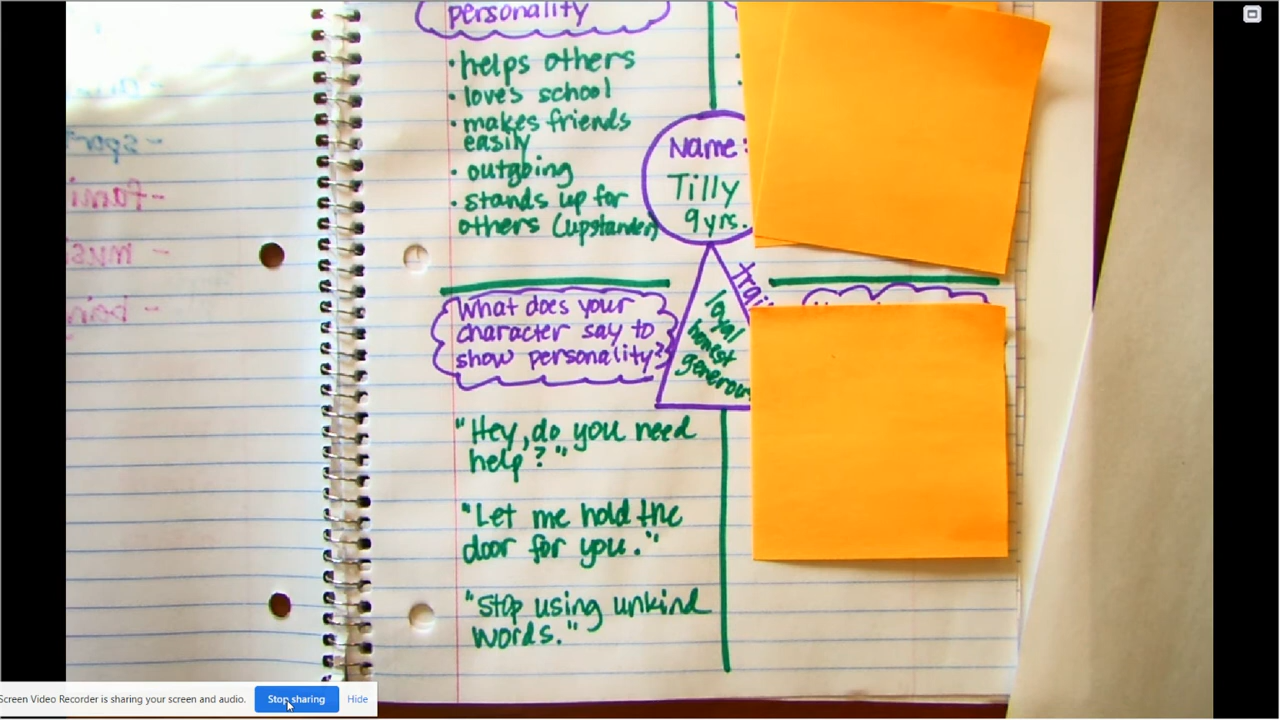 personality
• helps others
• loves school
• makes friends
easily
• outgoing
• stands up for
others (upstander)
Name:
Tilly
9 yrs.
loyal
honest
generous
What does your
character say to
show personality?
"Hey, do you need
help?"
"Let me hold the
door for you."
"Stop using unkind
words."
Screen Video Recorder is sharing your screen and audio.
Stop sharing
Hide